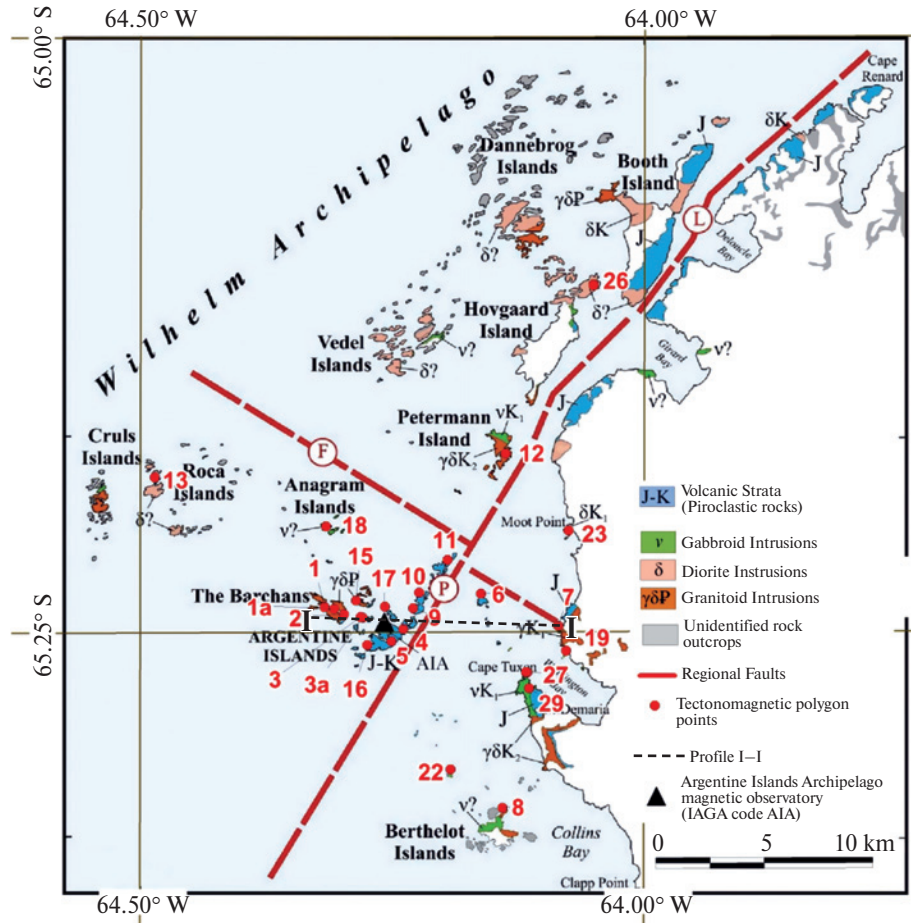 64.50° W
64.00° W
65.00° S
Cape
Renard
δK
J
J
Wilhelm Archipelago
Dannebrog
Islands
Booth
Island
γδP
δK
J
L
Deloncle
Bay
δ?
26
Hovgaard
Island
δ?
Vedel
Islands
ν?
δ?
Girard
Bay
ν?
ν?
J
Petermann
Island
νK₁
γδK₂
12
F
Cruls
Islands
13
Roca
Islands
δ?
Anagram
Islands
ν?
18
Moot Point
δK₁
23
J-K
Volcanic Strata
(Piroclastic rocks)
ν
Gabbroid Intrusions
δ
Diorite Instrusions
γδP
Granitoid Intrusions
Unidentified rock
outcrops
Regional Faults
Tectonomagnetic polygon
points
Profile I–I
Argentine Islands Archipelago
magnetic observatory
(IAGA code AIA)
0 5 10 km
11
15
1
γδP
17
10
P
6
J
7
The Barchans
1a
2
I
9
I
65.25° S
ARGENTINE
ISLANDS
4
γK₁
19
3
3a
16
J-K
5
AIA
Cape Tuxon
27
νK₁
29
Demaria
J
γδK₂
22
ν?
8
Berthelot
Islands
Collins
Bay
Clapp Point
64.50° W
64.00° W